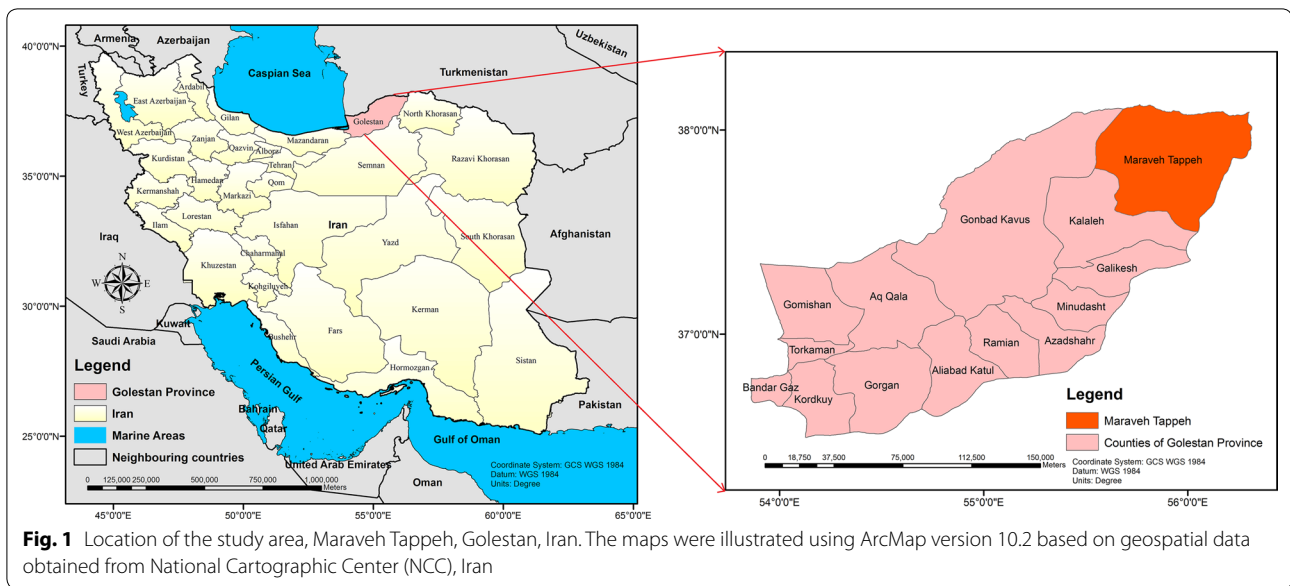 40°0'0"N
35°0'0"N
30°0'0"N
25°0'0"N
Armenia
Azerbaijan
Uzbekistan
Turkey
Caspian Sea
Turkmenistan
Ardabil
East Azerbaijan
Gilan
Golestan
North Khorasan
West Azerbaijan
Zanjan
Mazandaran
Qazvin
Alborz
Kurdistan
Tehran
Semnan
Razavi Khorasan
Hamedan
Qom
Kermanshah
Markazi
Lorestan
Ilam
Isfahan
Iran
Yazd
South Khorasan
Afghanistan
Iraq
Chaharmahal
Khuzestan
Kohgiluyeh
N
W
E
S
Kerman
Fars
Kuwait
Saudi Arabia
Bushehr
Sistan
Hormozgan
Persian Gulf
Pakistan
Bahrain
Qatar
Gulf of Oman
United Arab Emirates
Oman
Legend
Golestan Province
Iran
Marine Areas
Neighbouring countries
0 125,000 250,000 500,000 750,000 1,000,000
Meters
Coordinate System: GCS WGS 1984
Datum: WGS 1984
Units: Degree
45°0'0"E 50°0'0"E 55°0'0"E 60°0'0"E 65°0'0"E
38°0'0"N
37°0'0"N
Maraveh Tappeh
Gonbad Kavus
Kalaleh
Galikesh
Gomishan
Aq Qala
Minudasht
Ramian
Azadshahr
Torkaman
Aliabad Katul
Bandar Gaz
Gorgan
Kordkuy
Legend
Maraveh Tappeh
Counties of Golestan Province
0 18,750 37,500 75,000 112,500 150,000
Meters
Coordinate System: GCS WGS 1984
Datum: WGS 1984
Units: Degree
54°0'0"E 55°0'0"E 56°0'0"E
Fig. 1 Location of the study area, Maraveh Tappeh, Golestan, Iran. The maps were illustrated using ArcMap version 10.2 based on geospatial data
obtained from National Cartographic Center (NCC), Iran